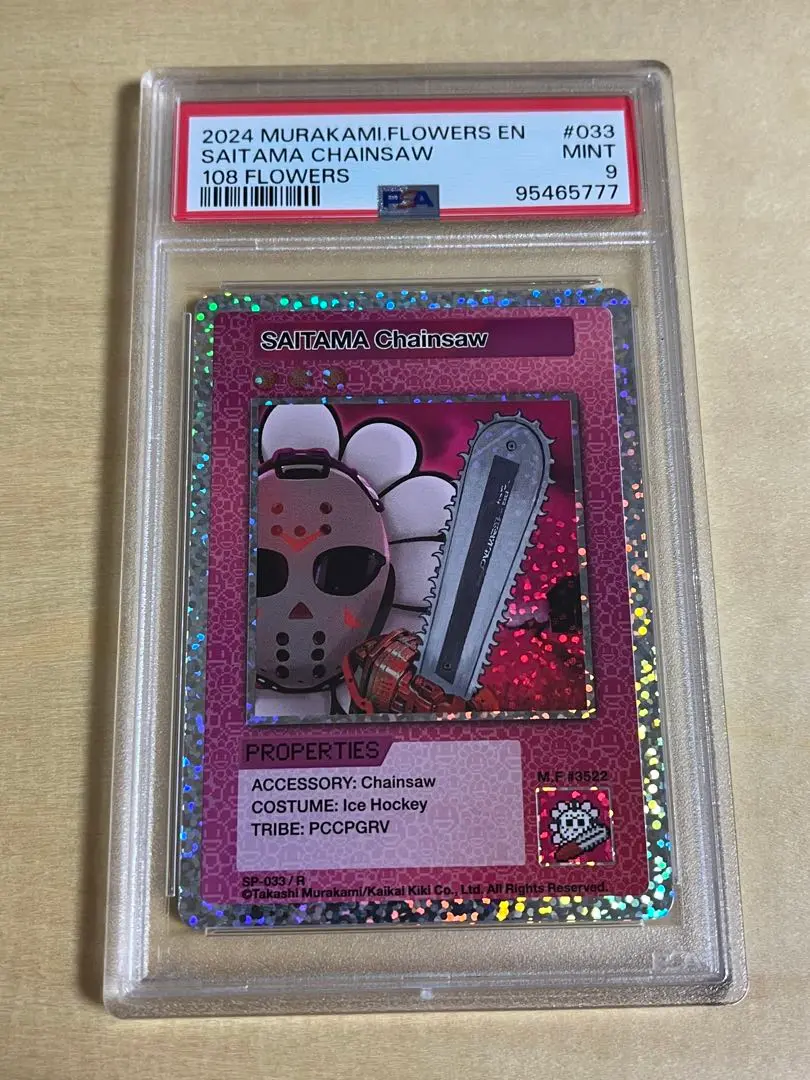 2024 MURAKAMI.FLOWERS EN #033
SAITAMA CHAINSAW MINT
108 FLOWERS 9
PSA 95465777
SAITAMA Chainsaw
PROPERTIES
ACCESSORY: Chainsaw
COSTUME: Ice Hockey
TRIBE: PCCPGRV
M.F #3522
SP-033 / R
©Takashi Murakami/Kaikai Kiki Co., Ltd. All Rights Reserved.